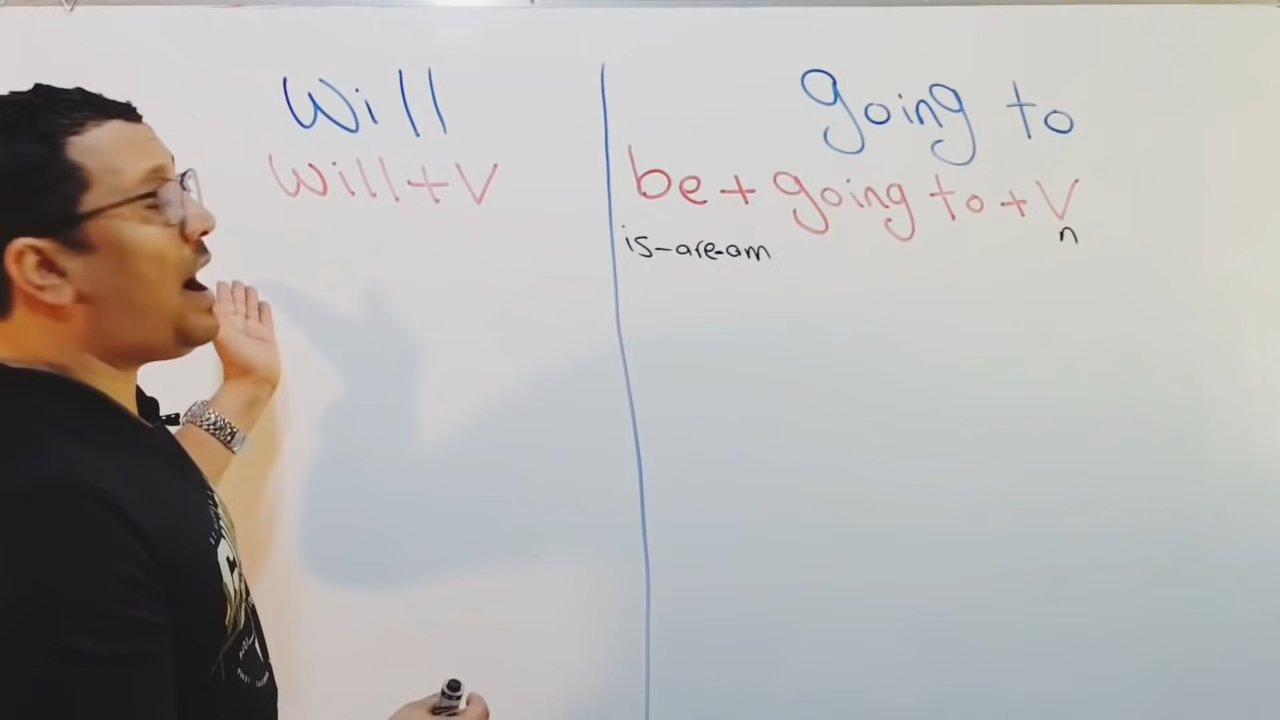 Will
Will+V
going to
be + going to + V
is-are-am
n